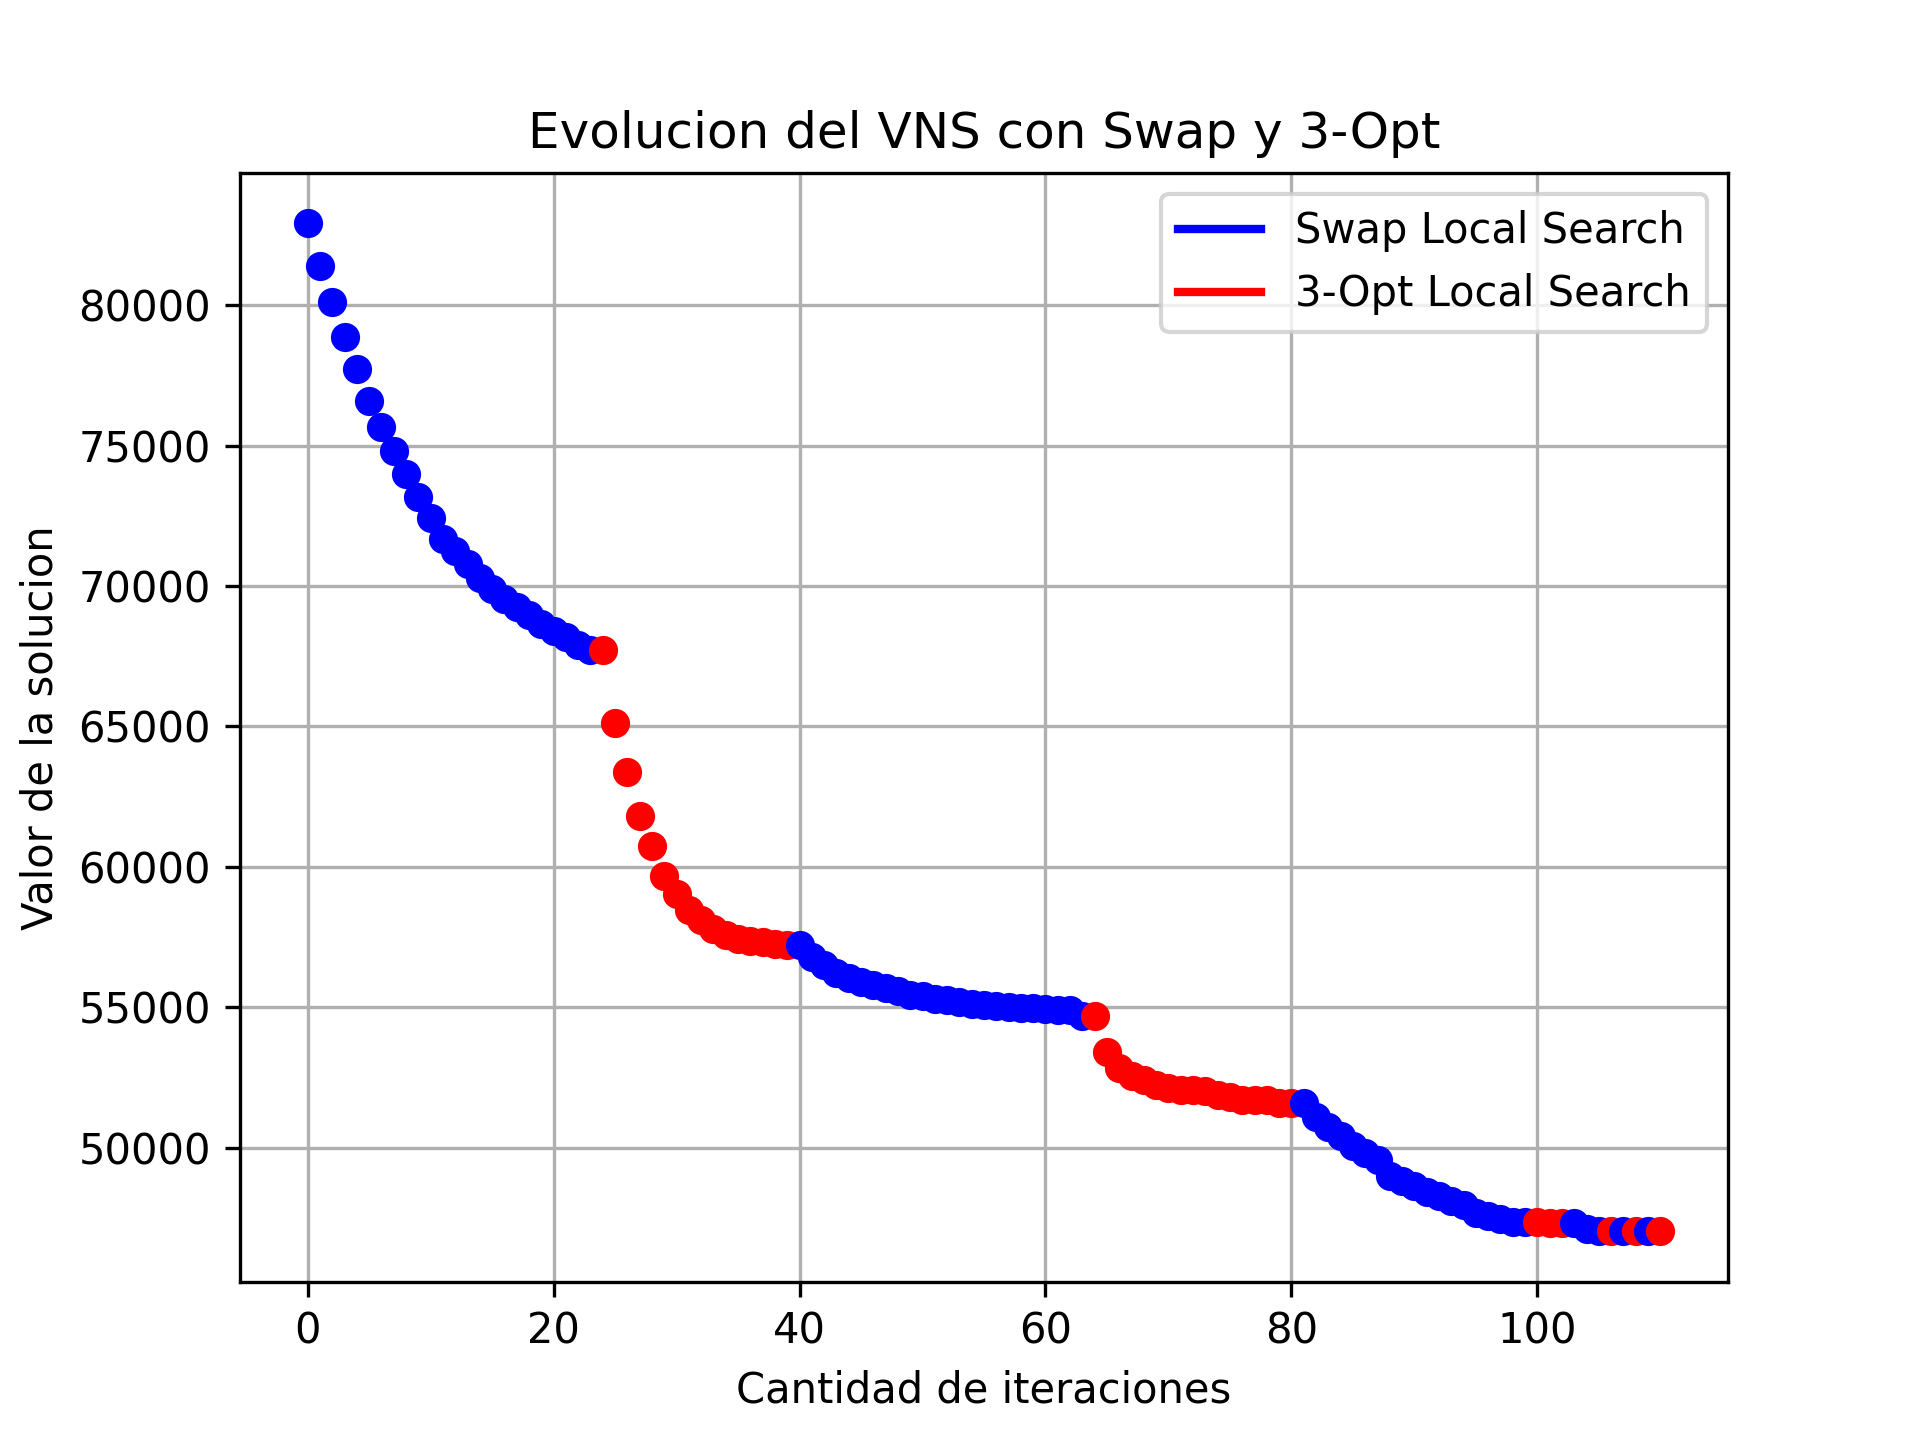 Evolucion del VNS con Swap y 3-Opt
Swap Local Search
3-Opt Local Search
80000
75000
70000
65000
60000
55000
50000
Valor de la solucion
0 20 40 60 80 100
Cantidad de iteraciones